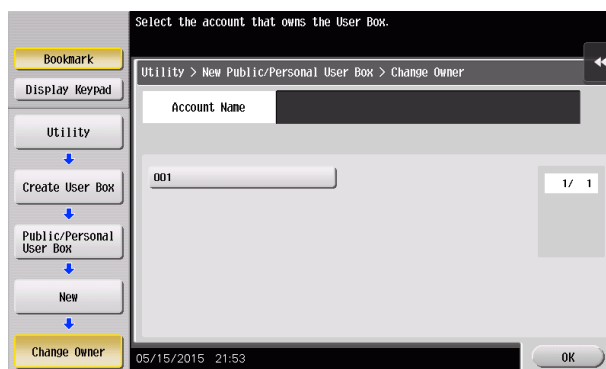 Select the account that owns the User Box.
Bookmark
Display Keypad
Utility
Create User Box
Public/Personal
User Box
New
Change Owner
Utility > New Public/Personal User Box > Change Owner
Account Name
001
1/ 1
05/15/2015 21:53
OK